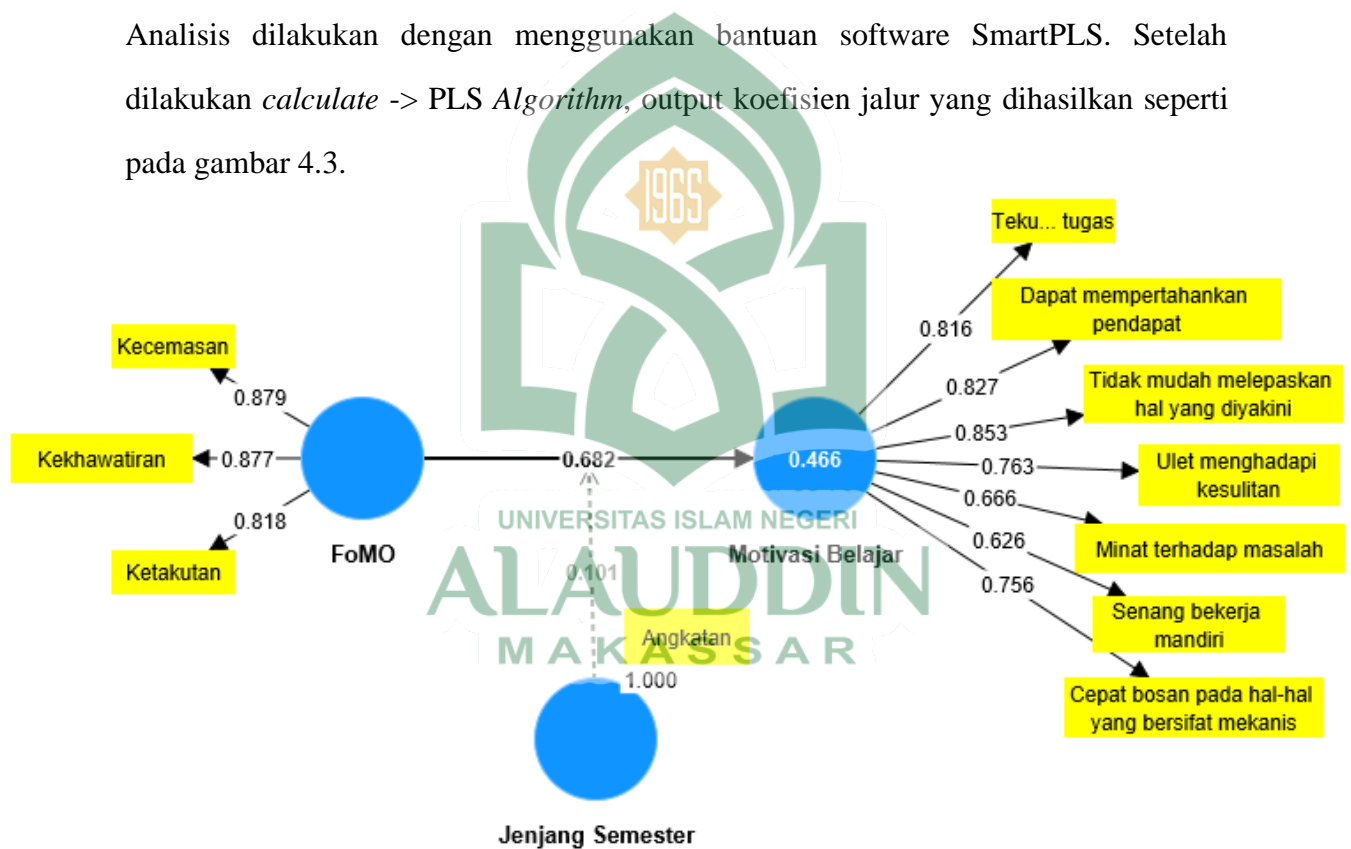 Analisis dilakukan dengan menggunakan bantuan software SmartPLS. Setelah
dilakukan calculate -> PLS Algorithm, output koefisien jalur yang dihasilkan seperti
pada gambar 4.3.
1965
Teku... tugas
Dapat mempertahankan
pendapat
0.816
Kecemasan
0.879
0.827
Tidak mudah melepaskan
hal yang diyakini
0.853
Kekhawatiran
0.877
0.682
0.466
0.763
Ulet menghadapi
kesulitan
0.818
Ketakutan
FoMO
UNIVERSITAS ISLAM NEGERI
Motivasi Belajar
0.666
Minat terhadap masalah
0.626
0.101
ALAUDDIN
0.756
Senang bekerja
mandiri
Angkatan
MAKASSAR
1.000
Cepat bosan pada hal-hal
yang bersifat mekanis
Jenjang Semester